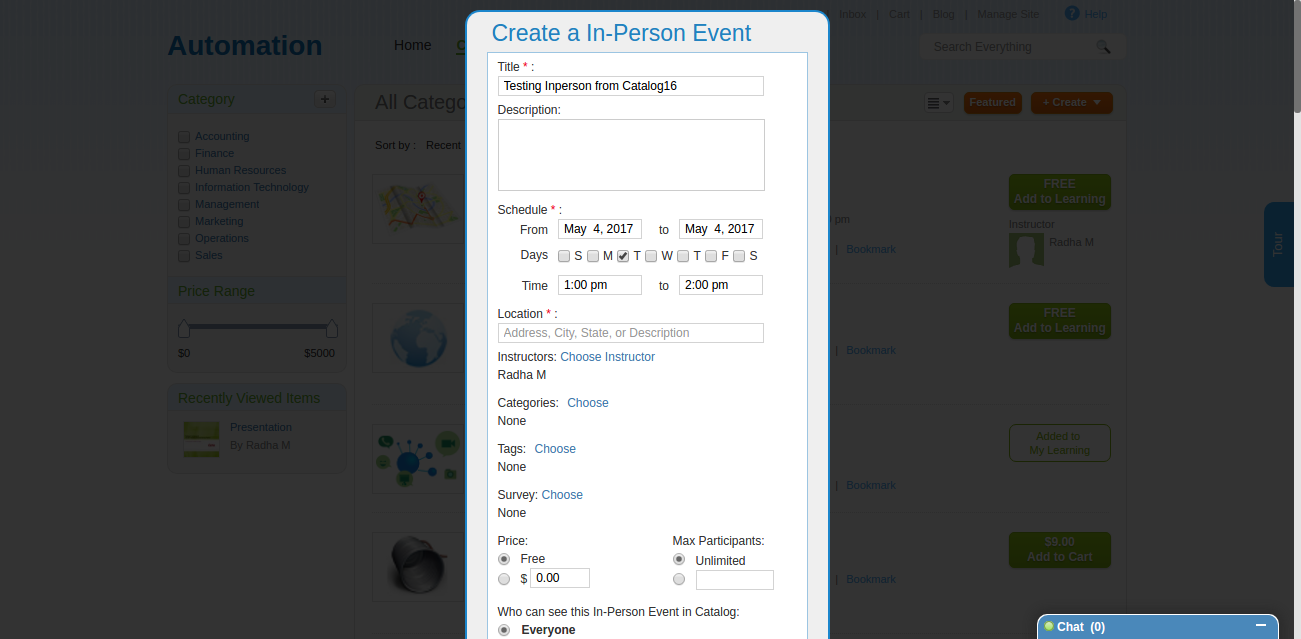 Inbox | Cart | Blog | Manage Site ? Help
Automation
Home
Search Everything
Category +
Accounting
Finance
Human Resources
Information Technology
Management
Marketing
Operations
Sales
Price Range
$0 $5000
Recently Viewed Items
Presentation
By Radha M
All Catego
Featured
+ Create
Sort by : Recent
Create a In-Person Event
Title * :
Testing Inperson from Catalog16
Description:
Schedule * :
From May 4, 2017 to May 4, 2017
Days S M T W T F S
Time 1:00 pm to 2:00 pm
Location * :
Address, City, State, or Description
Instructors: Choose Instructor
Radha M
Categories: Choose
None
Tags: Choose
None
Survey: Choose
None
Price: Max Participants:
Free Unlimited
$ 0.00
Who can see this In-Person Event in Catalog:
Everyone
FREE
Add to Learning
pm
Instructor
Radha M
| Bookmark
FREE
Add to Learning
| Bookmark
Added to
My Learning
| Bookmark
$9.00
Add to Cart
| Bookmark
Tour
Chat (0)